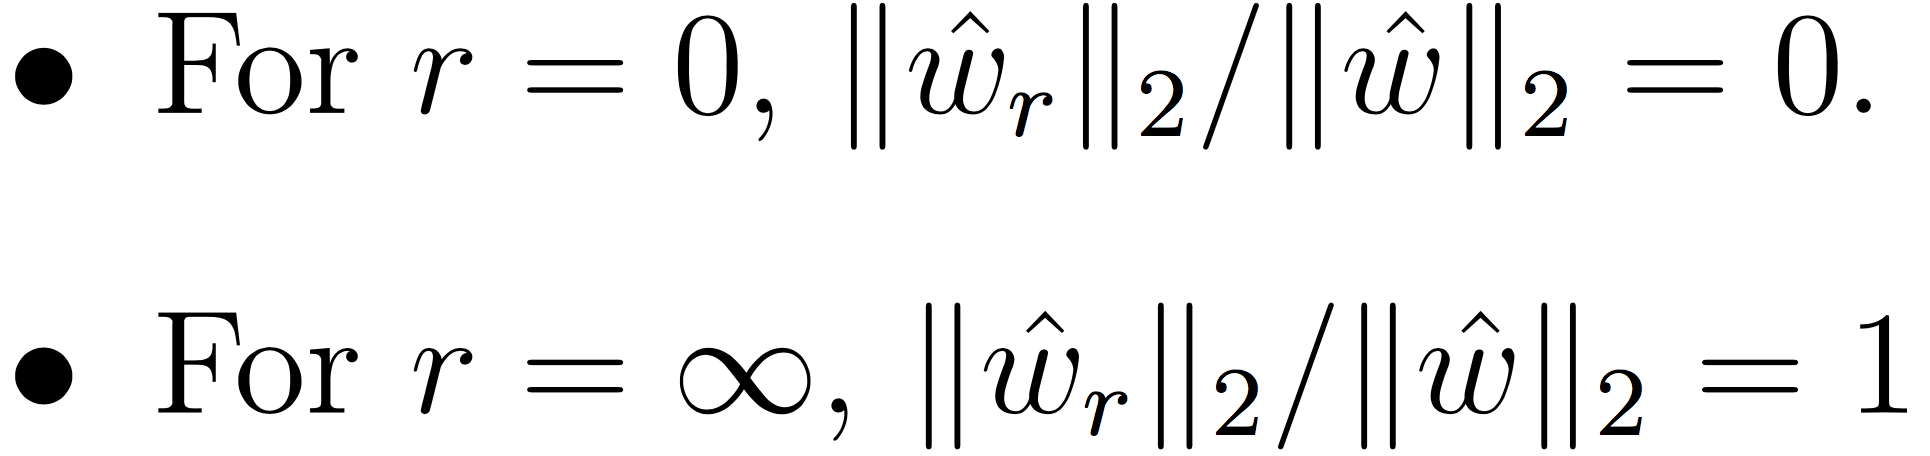 • For r = 0, ‖ŵ_r‖₂/‖ŵ‖₂ = 0.
• For r = ∞, ‖ŵ_r‖₂/‖ŵ‖₂ = 1